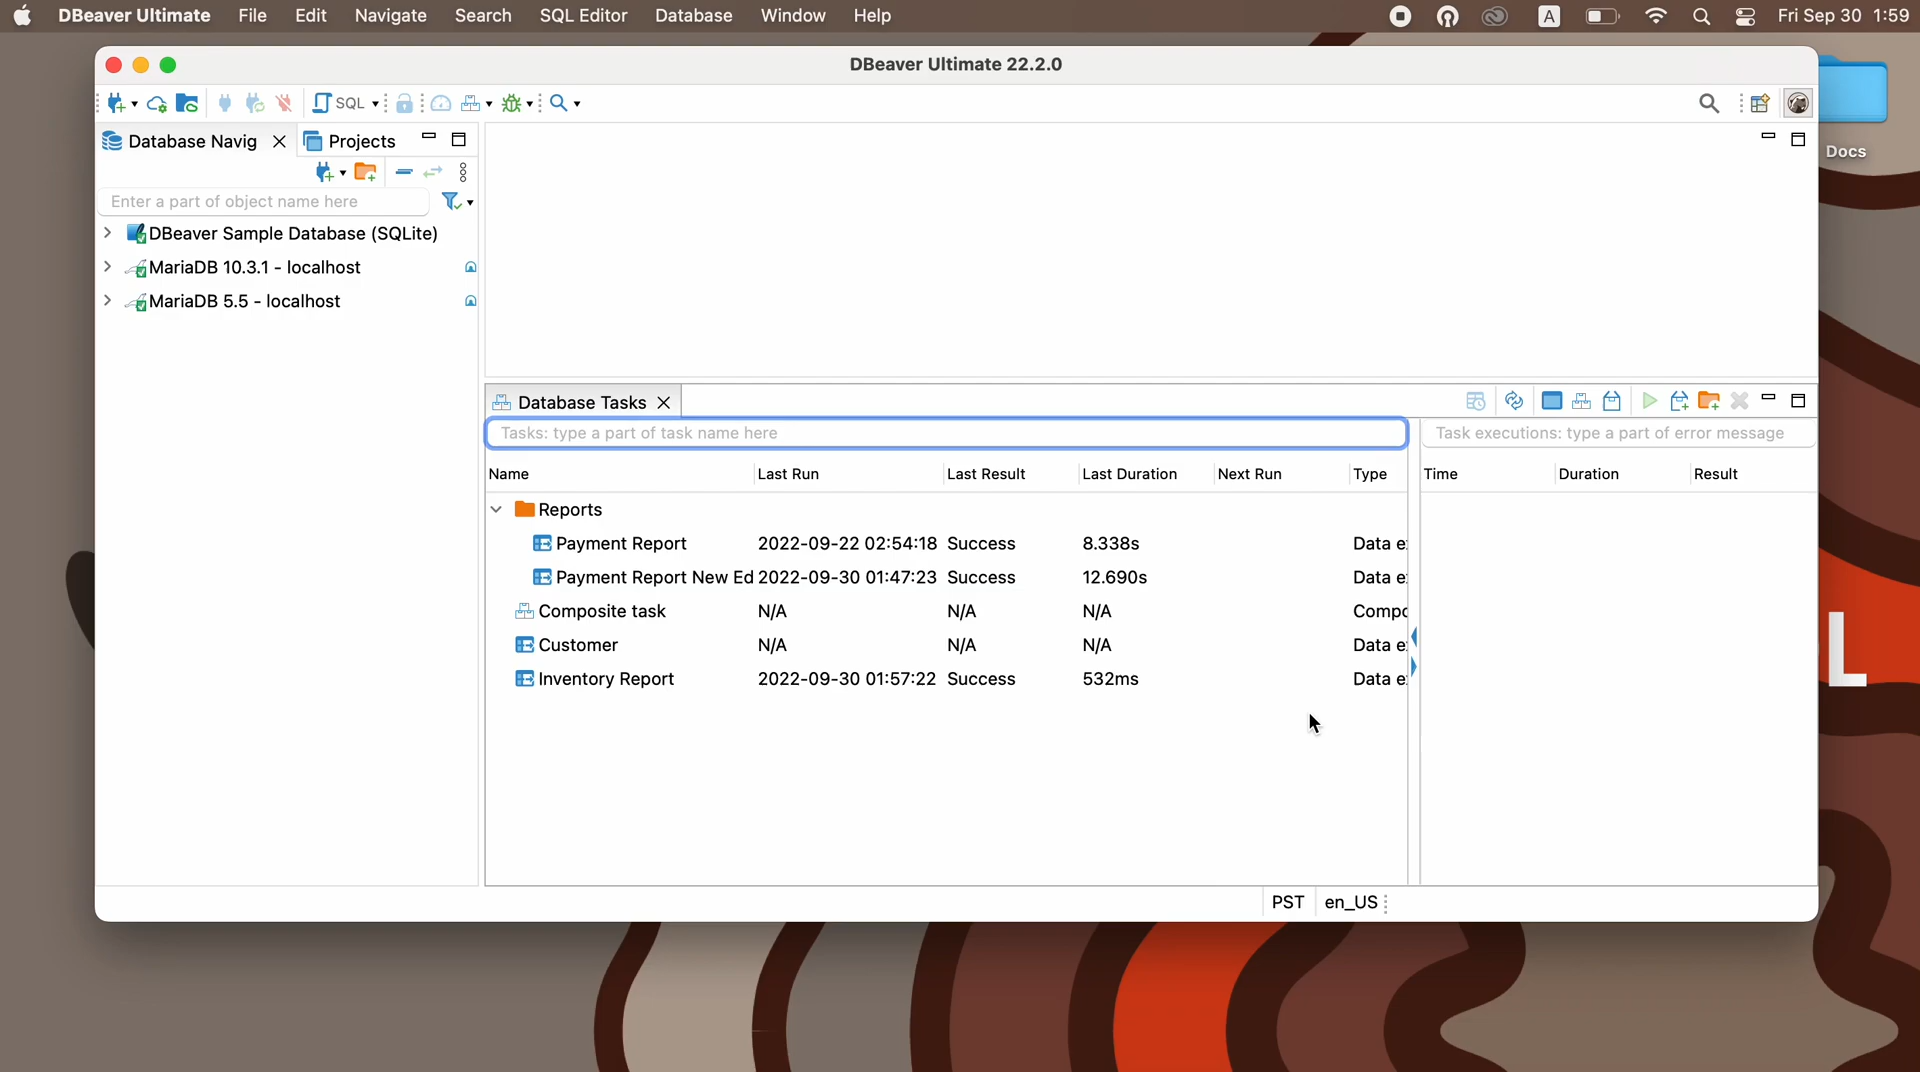 DBeaver Ultimate File Edit Navigate Search SQL Editor Database Window Help A Fri Sep 30 1:59
DBeaver Ultimate 22.2.0
SQL
Database Navig Projects
Docs
Enter a part of object name here
DBeaver Sample Database (SQLite)
MariaDB 10.3.1 - localhost
MariaDB 5.5 - localhost
Database Tasks
Tasks: type a part of task name here Task executions: type a part of error message
Name Last Run Last Result Last Duration Next Run Type Time Duration Result
Reports
Payment Report 2022-09-22 02:54:18 Success 8.338s Data e
Payment Report New Ed 2022-09-30 01:47:23 Success 12.690s Data e
Composite task N/A N/A N/A Compo
Customer N/A N/A N/A Data e
Inventory Report 2022-09-30 01:57:22 Success 532ms Data e
L
PST en_US